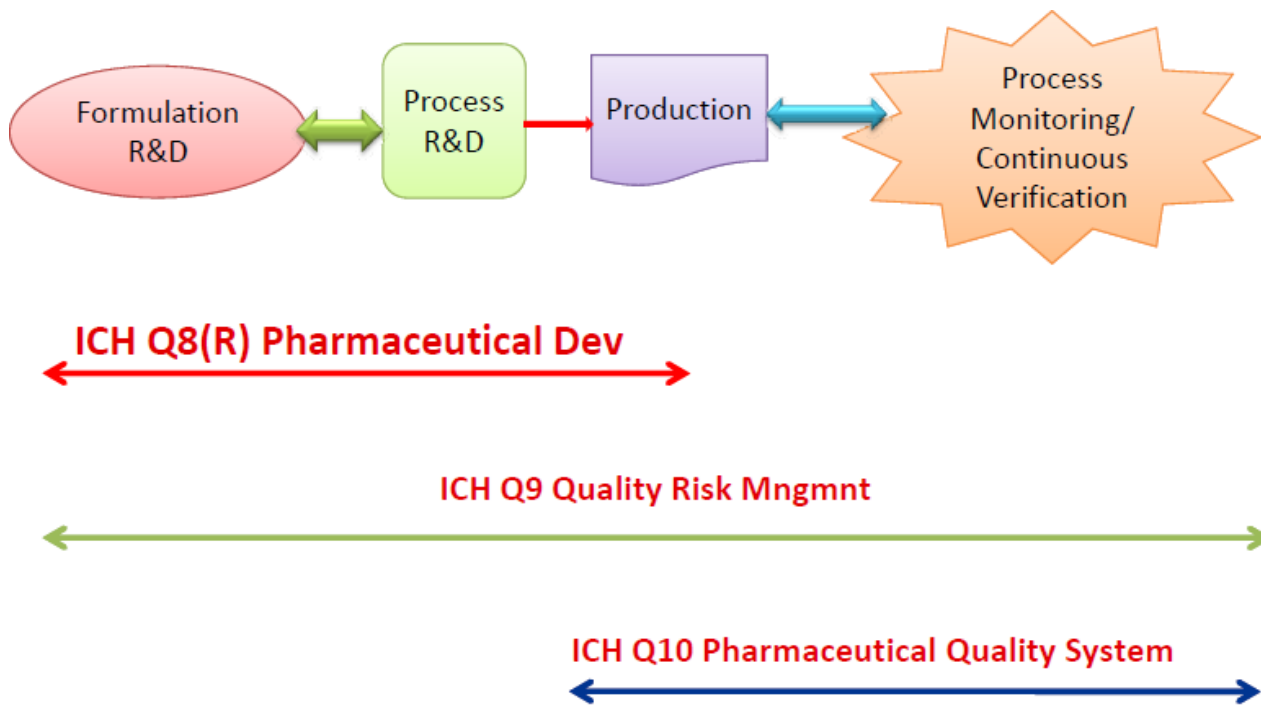 Formulation
R&D
Process
R&D
Production
Process
Monitoring/
Continuous
Verification
ICH Q8(R) Pharmaceutical Dev
ICH Q9 Quality Risk Mngmnt
ICH Q10 Pharmaceutical Quality System